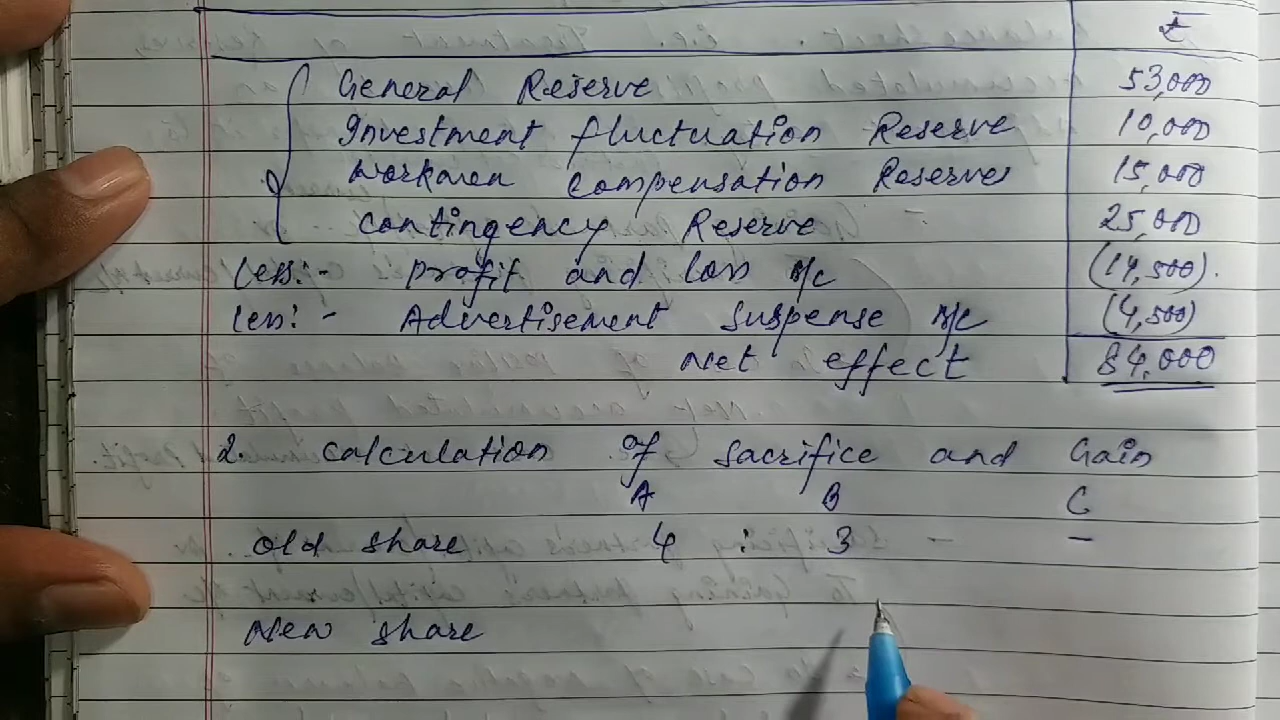 ₹
General Reserve 53,000
Investment fluctuation Reserve 10,000
Workmen compensation Reserve 15,000
Contingency Reserve 25,000
Less:- Profit and Loss A/c (14,500).
Less:- Advertisement Suspense A/c (4,500)
Net effect 84,000
2. Calculation of Sacrifice and Gain
A B C
Old share 4 : 3 - -
New share